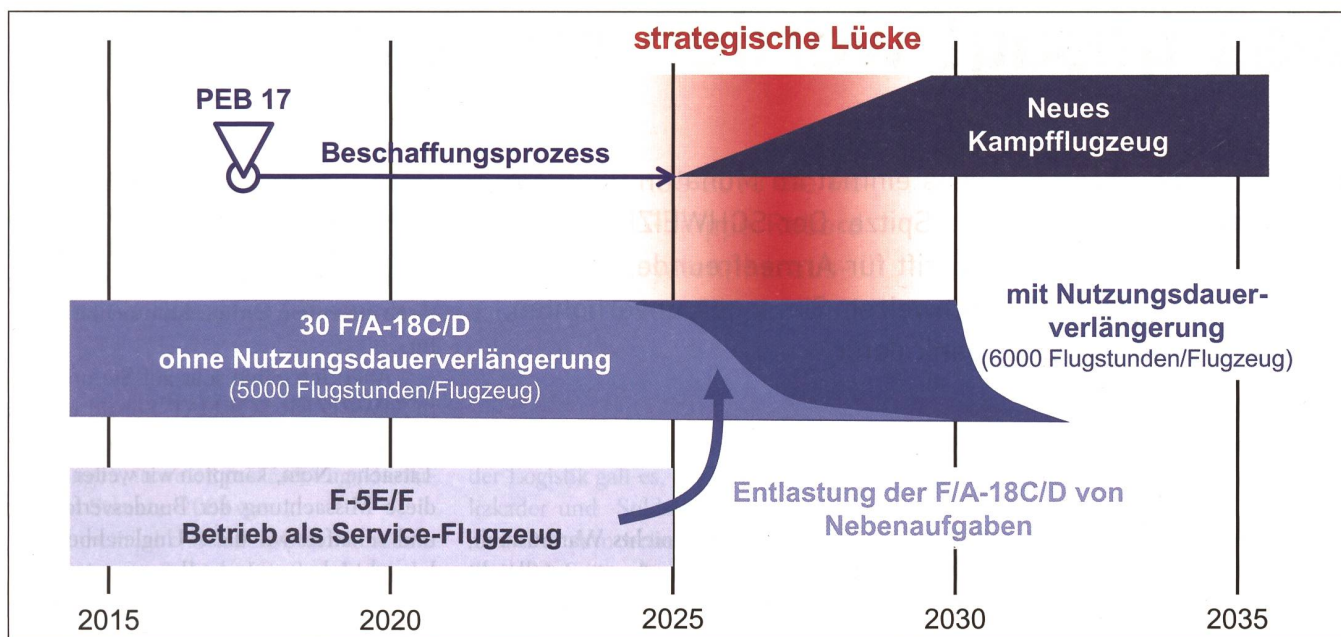 strategische Lücke
PEB 17
Beschaffungsprozess
Neues
Kampfflugzeug
30 F/A-18C/D
ohne Nutzungsdauerverlängerung
(5000 Flugstunden/Flugzeug)
mit Nutzungsdauer-
verlängerung
(6000 Flugstunden/Flugzeug)
F-5E/F
Betrieb als Service-Flugzeug
Entlastung der F/A-18C/D von
Nebenaufgaben
2015 2020 2025 2030 2035